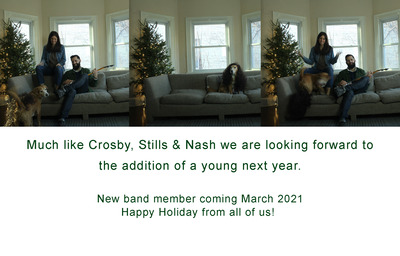 Much like Crosby, Stills & Nash we are looking forward to
the addition of a young next year.
New band member coming March 2021
Happy Holiday from all of us!